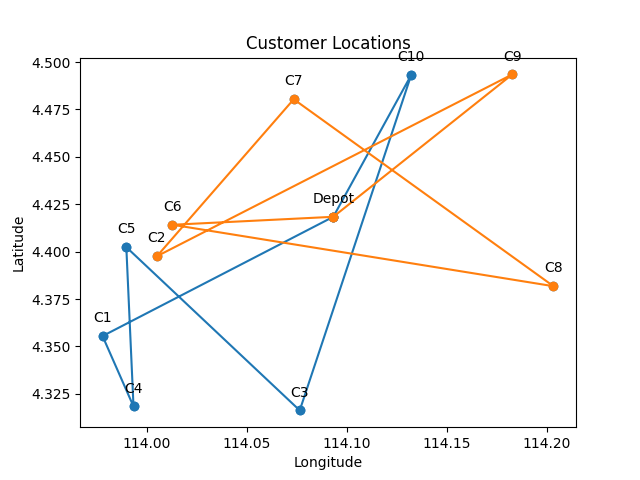 Customer Locations
C10
C9
C7
Depot
C6
C5
C2
C8
C1
C4
C3
4.500
4.475
4.450
4.425
4.400
4.375
4.350
4.325
Latitude
114.00
114.05
114.10
114.15
114.20
Longitude